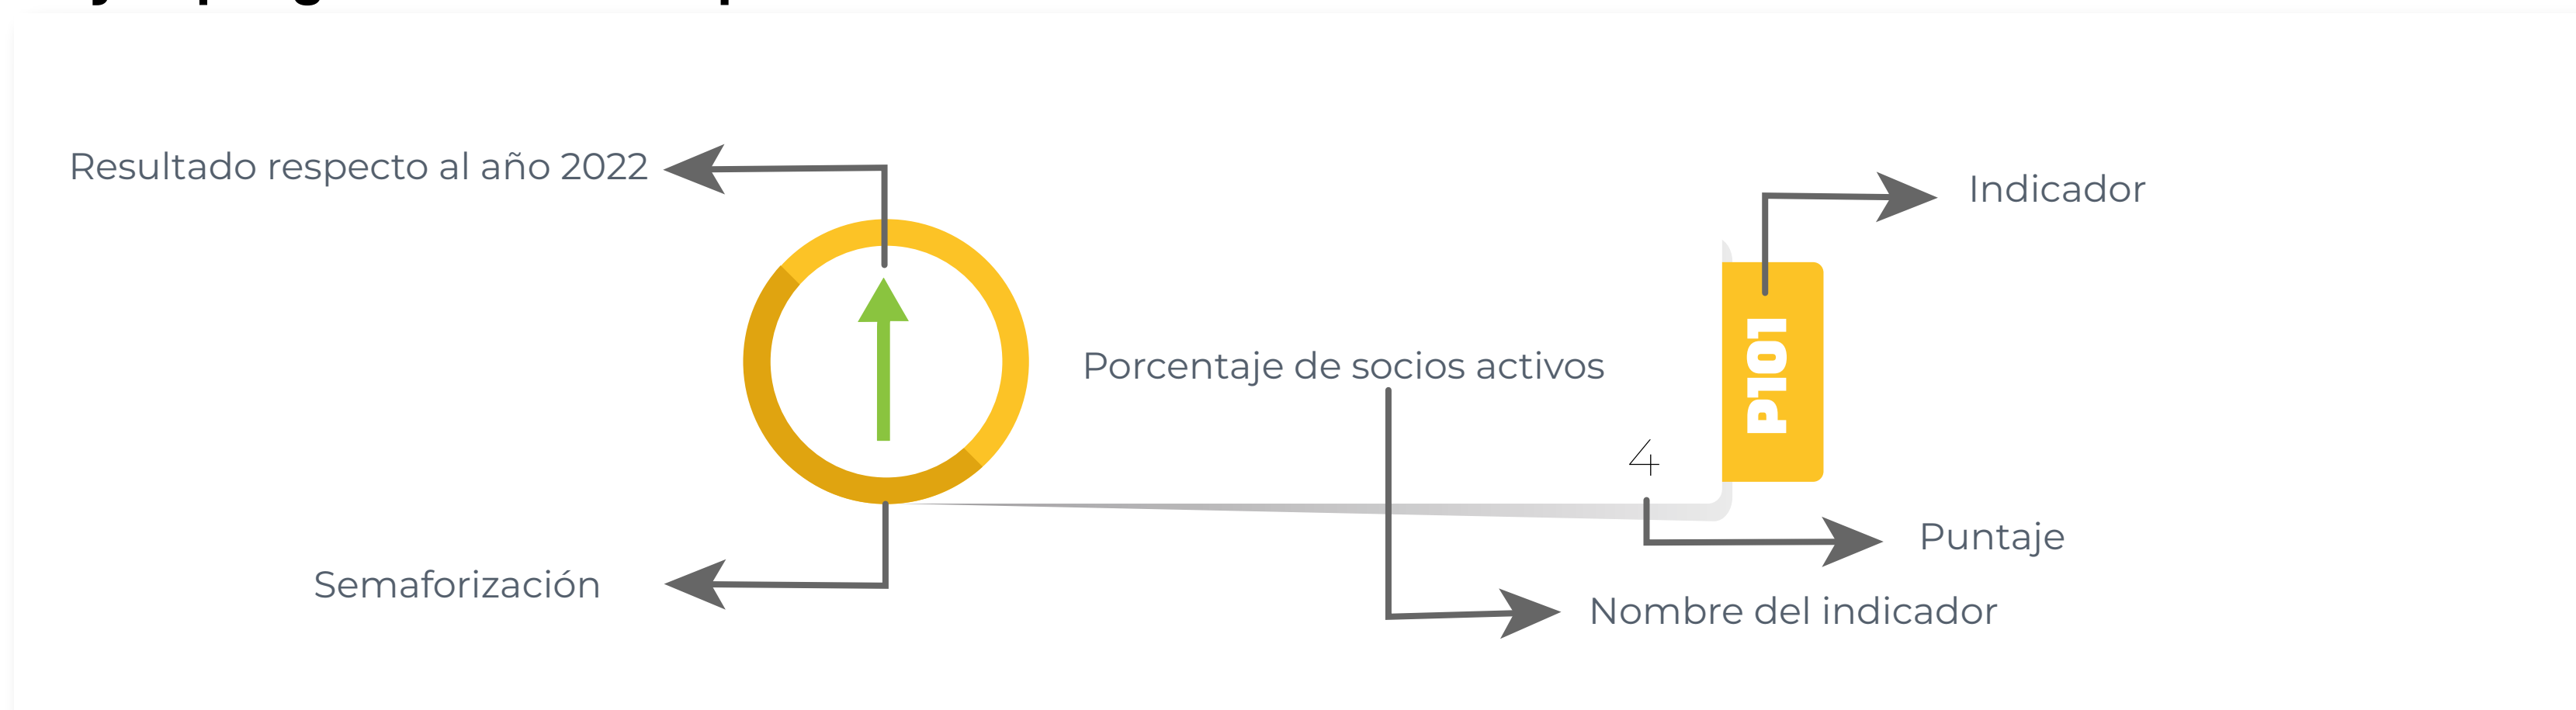 Resultado respecto al año 2022
Indicador
P101
Porcentaje de socios activos
4
Puntaje
Semaforización
Nombre del indicador